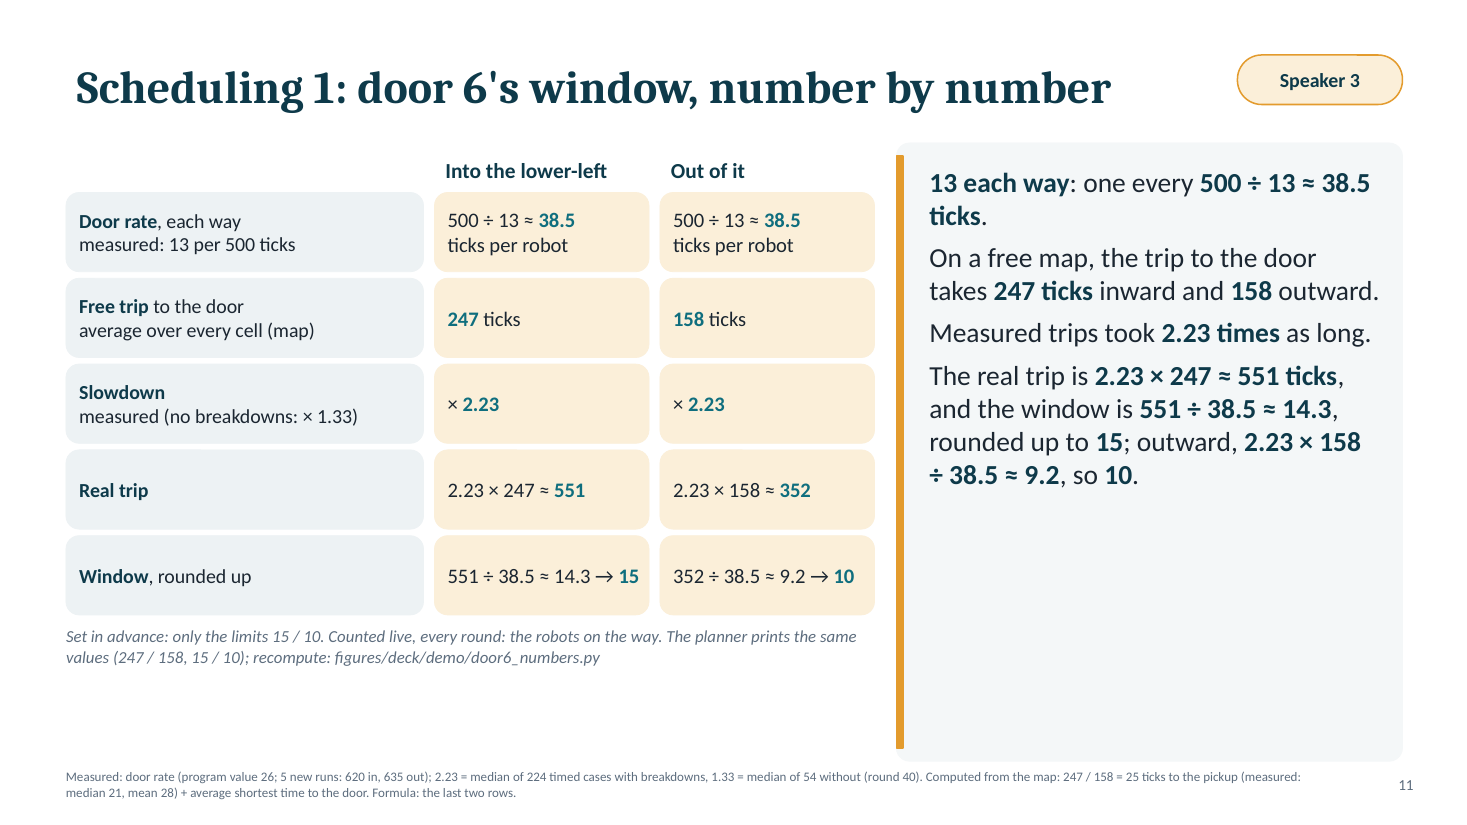 Scheduling 1: door 6's window, number by number
Speaker 3
Into the lower-left
Out of it
Door rate, each way
measured: 13 per 500 ticks
500 ÷ 13 ≈ 38.5
ticks per robot
500 ÷ 13 ≈ 38.5
ticks per robot
Free trip to the door
average over every cell (map)
247 ticks
158 ticks
Slowdown
measured (no breakdowns: × 1.33)
× 2.23
× 2.23
Real trip
2.23 × 247 ≈ 551
2.23 × 158 ≈ 352
Window, rounded up
551 ÷ 38.5 ≈ 14.3 → 15
352 ÷ 38.5 ≈ 9.2 → 10
Set in advance: only the limits 15 / 10. Counted live, every round: the robots on the way. The planner prints the same
values (247 / 158, 15 / 10); recompute: figures/deck/demo/door6_numbers.py
13 each way: one every 500 ÷ 13 ≈ 38.5
ticks.
On a free map, the trip to the door
takes 247 ticks inward and 158 outward.
Measured trips took 2.23 times as long.
The real trip is 2.23 × 247 ≈ 551 ticks,
and the window is 551 ÷ 38.5 ≈ 14.3,
rounded up to 15; outward, 2.23 × 158
÷ 38.5 ≈ 9.2, so 10.
Measured: door rate (program value 26; 5 new runs: 620 in, 635 out); 2.23 = median of 224 timed cases with breakdowns, 1.33 = median of 54 without (round 40). Computed from the map: 247 / 158 = 25 ticks to the pickup (measured:
median 21, mean 28) + average shortest time to the door. Formula: the last two rows.
11